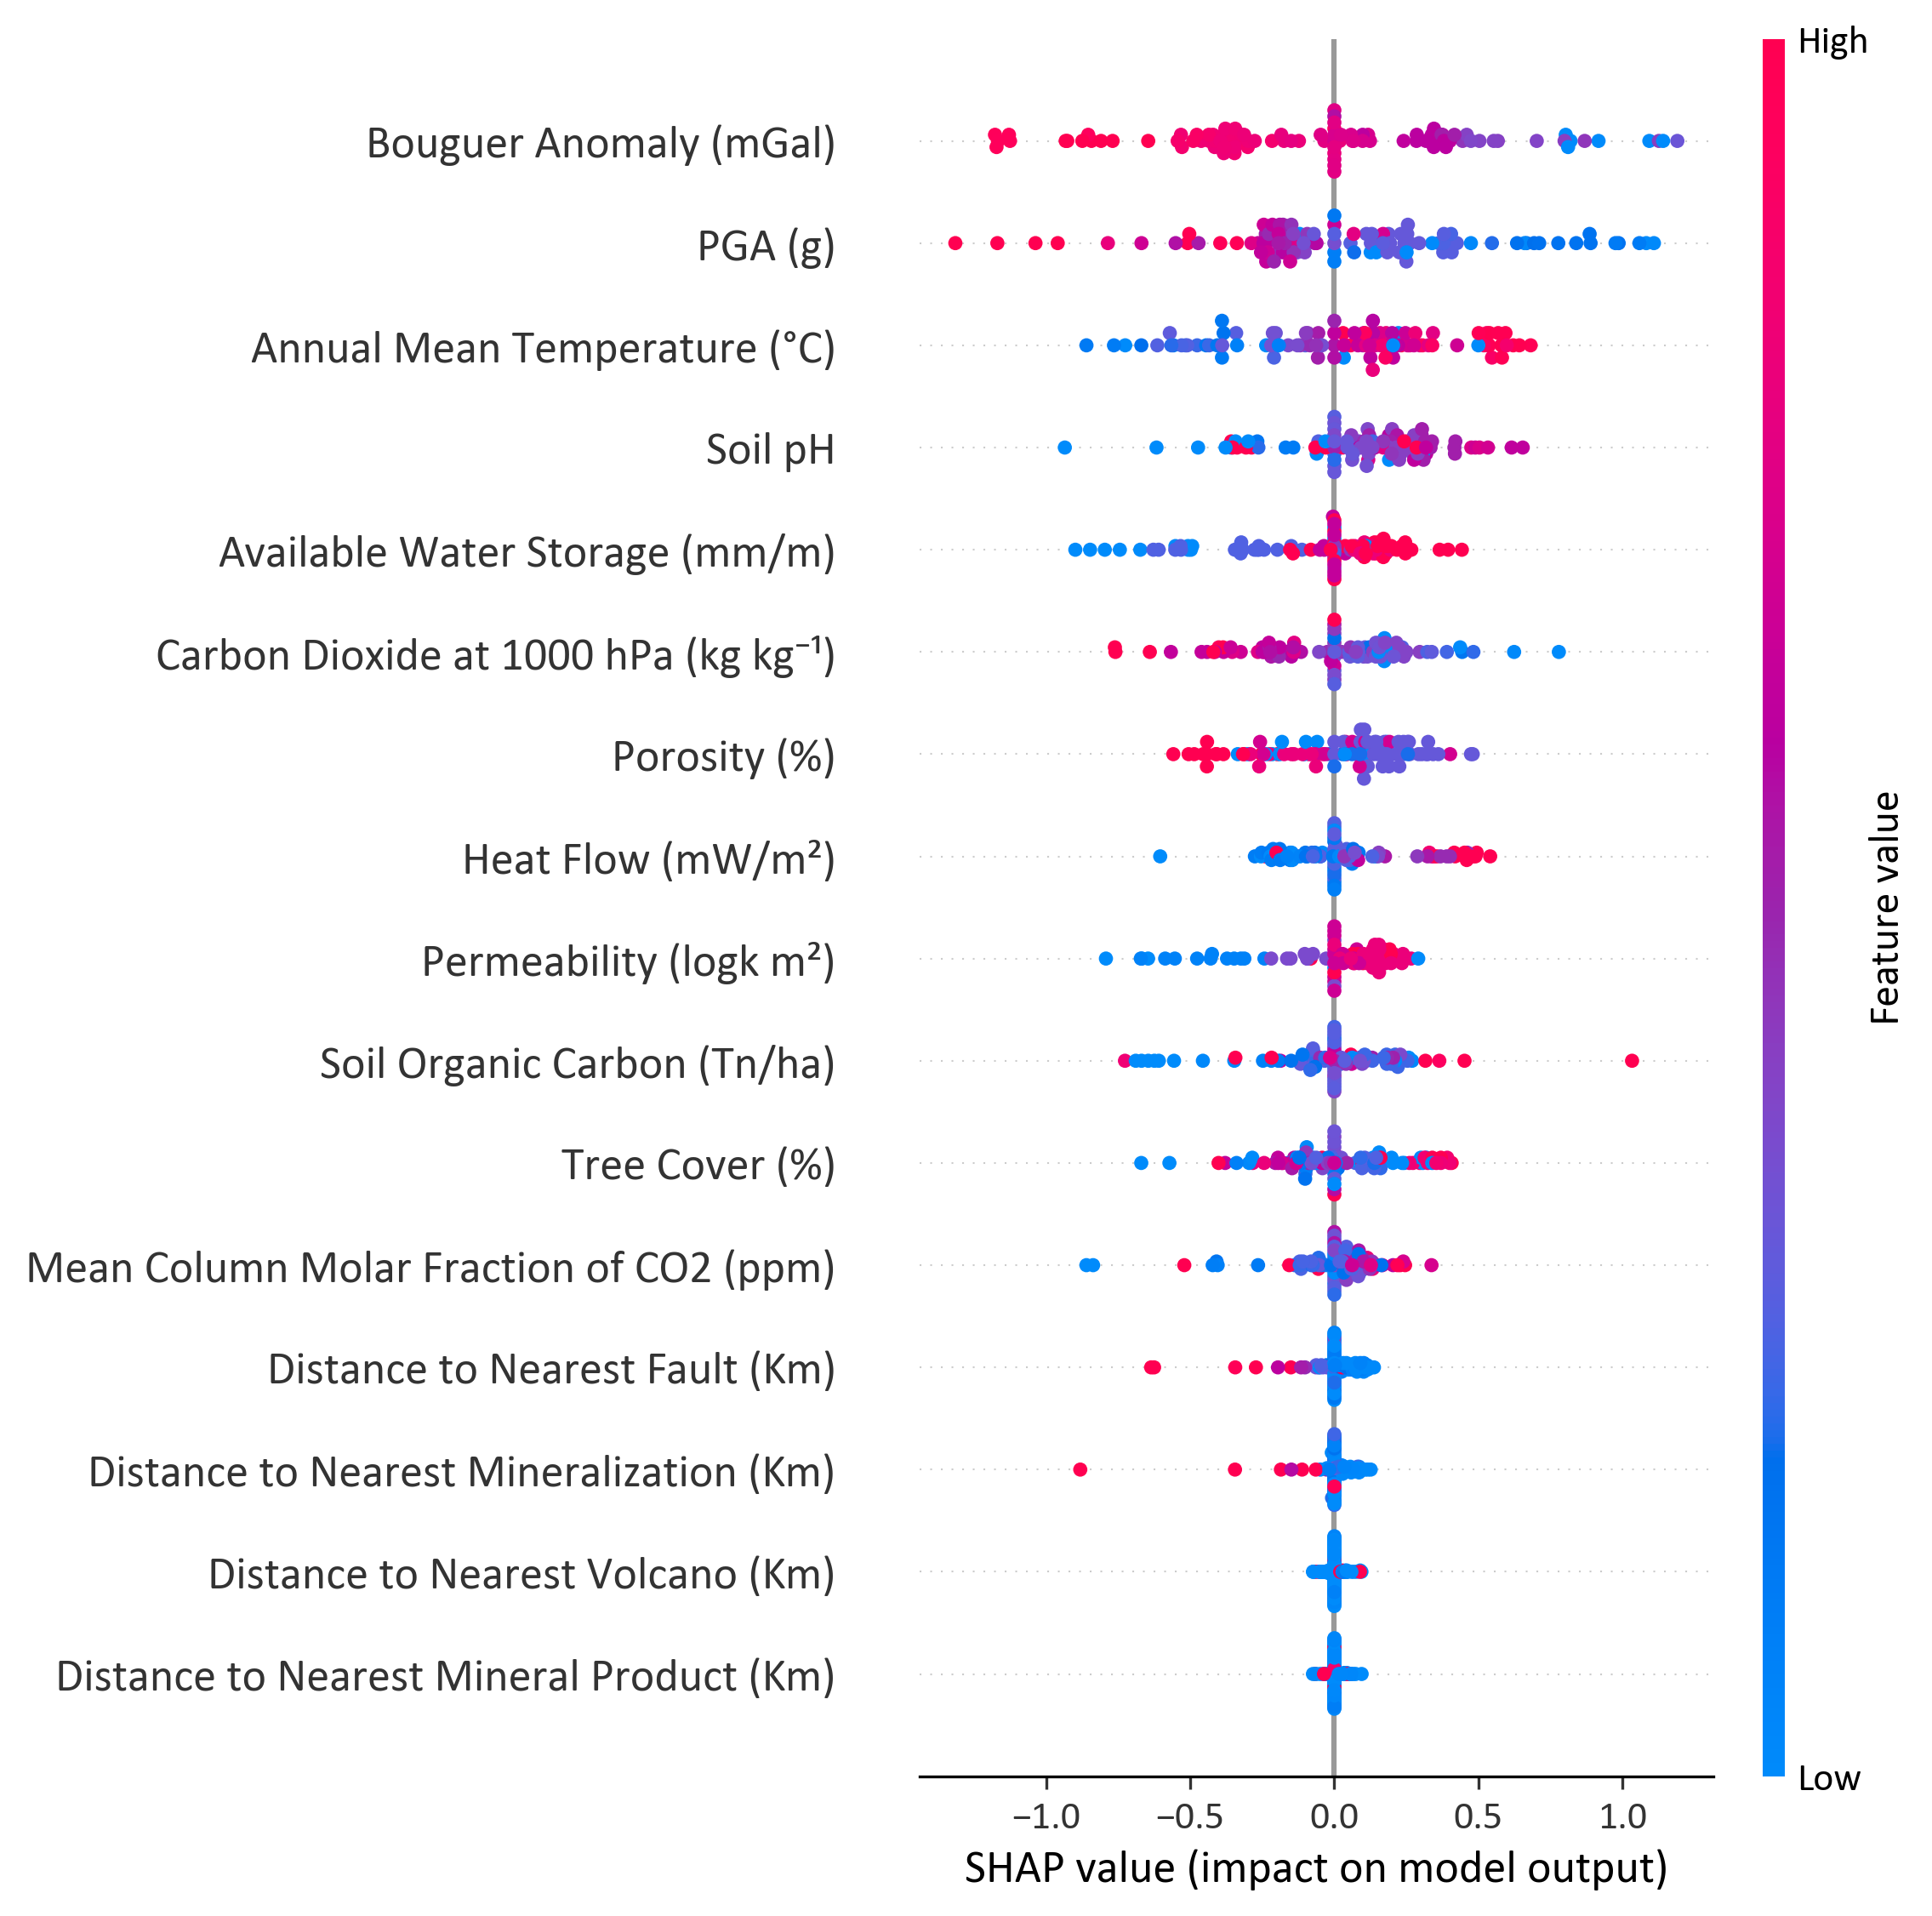 High
Bouguer Anomaly (mGal)
PGA (g)
Annual Mean Temperature (°C)
Soil pH
Available Water Storage (mm/m)
Carbon Dioxide at 1000 hPa (kg kg⁻¹)
Porosity (%)
Heat Flow (mW/m²)
Permeability (logk m²)
Soil Organic Carbon (Tn/ha)
Tree Cover (%)
Mean Column Molar Fraction of CO2 (ppm)
Distance to Nearest Fault (Km)
Distance to Nearest Mineralization (Km)
Distance to Nearest Volcano (Km)
Distance to Nearest Mineral Product (Km)
Feature value
Low
−1.0 −0.5 0.0 0.5 1.0
SHAP value (impact on model output)